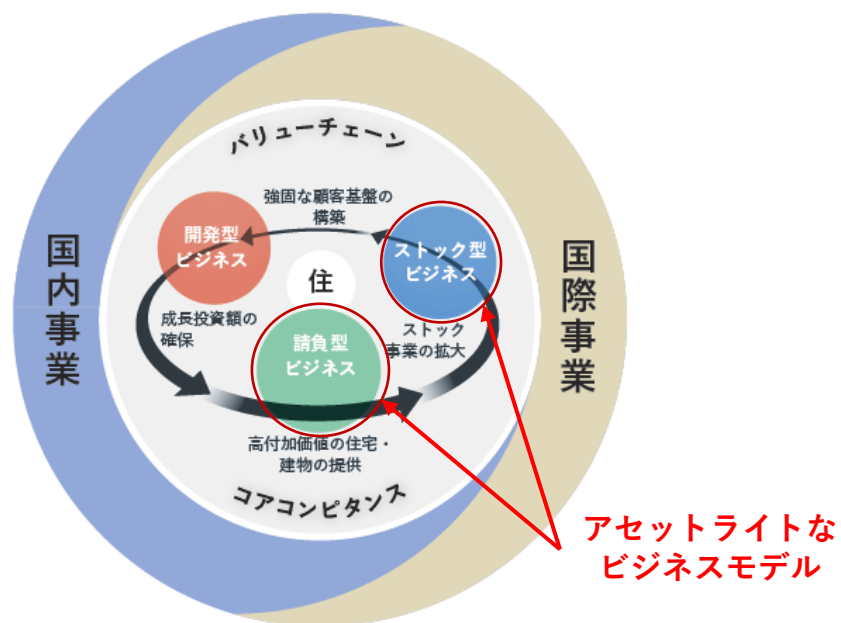 バリューチェーン
強固な顧客基盤の
構築
開発型
ビジネス
ストック型
ビジネス
住
国内事業
国際事業
成長投資額の
確保
請負型
ビジネス
ストック
事業の拡大
高付加価値の住宅・
建物の提供
コアコンピタンス
アセットライトな
ビジネスモデル